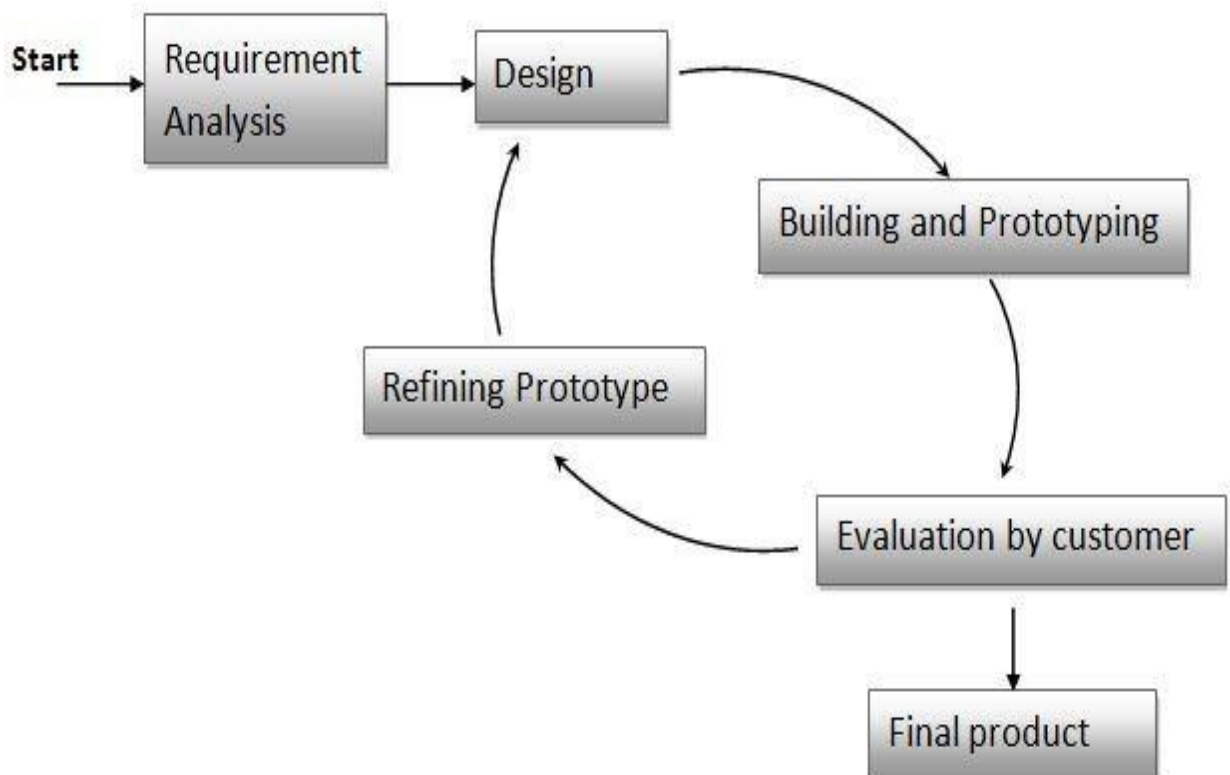 Start
Requirement
Analysis
Design
Building and Prototyping
Refining Prototype
Evaluation by customer
Final product